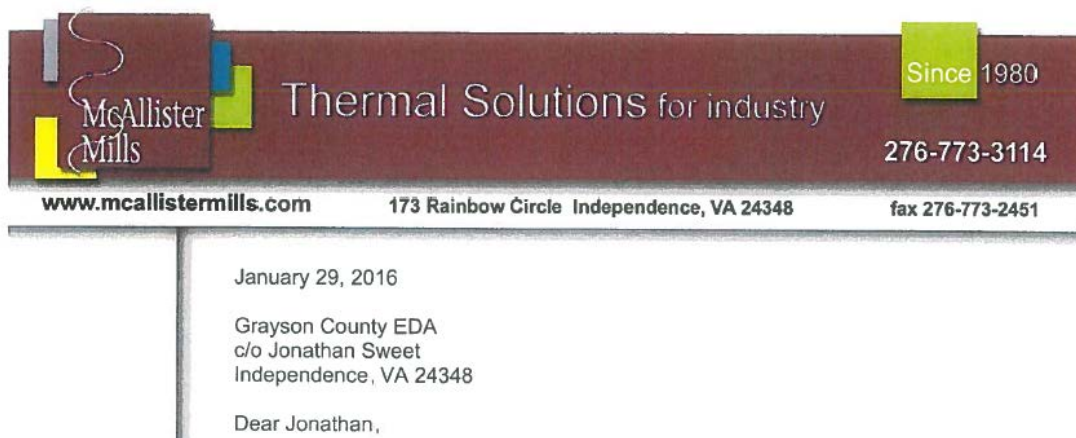 McAllister
Mills
Thermal Solutions for industry
Since 1980
276-773-3114
www.mcallistermills.com
173 Rainbow Circle Independence, VA 24348
fax 276-773-2451
January 29, 2016
Grayson County EDA
c/o Jonathan Sweet
Independence, VA 24348
Dear Jonathan,